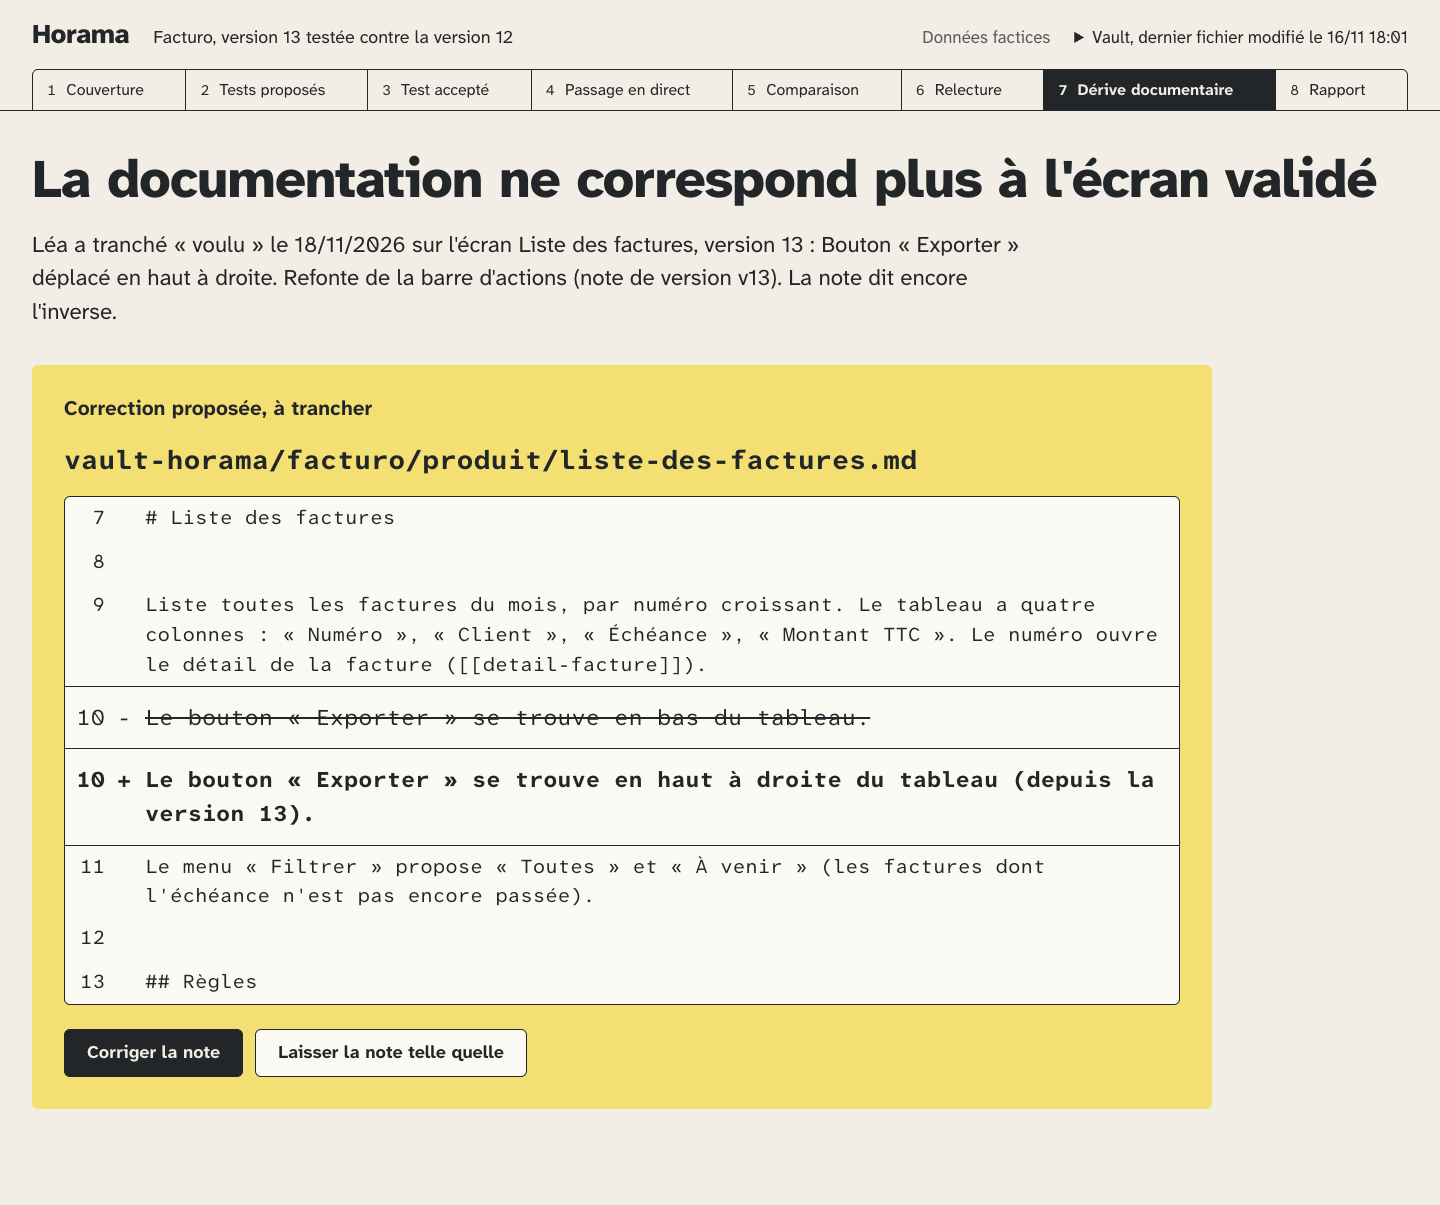 Horama
Facturo, version 13 testée contre la version 12
Données factices
▶ Vault, dernier fichier modifié le 16/11 18:01
1 Couverture
2 Tests proposés
3 Test accepté
4 Passage en direct
5 Comparaison
6 Relecture
7 Dérive documentaire
8 Rapport
La documentation ne correspond plus à l'écran validé
Léa a tranché « voulu » le 18/11/2026 sur l'écran Liste des factures, version 13 : Bouton « Exporter »
déplacé en haut à droite. Refonte de la barre d'actions (note de version v13). La note dit encore
l'inverse.
Correction proposée, à trancher
vault-horama/facturo/produit/liste-des-factures.md
7 # Liste des factures
8
9 Liste toutes les factures du mois, par numéro croissant. Le tableau a quatre
colonnes : « Numéro », « Client », « Échéance », « Montant TTC ». Le numéro ouvre
le détail de la facture ([[detail-facture]]).
10 - Le bouton « Exporter » se trouve en bas du tableau.
10 + Le bouton « Exporter » se trouve en haut à droite du tableau (depuis la
version 13).
11 Le menu « Filtrer » propose « Toutes » et « À venir » (les factures dont
l'échéance n'est pas encore passée).
12
13 ## Règles
Corriger la note
Laisser la note telle quelle